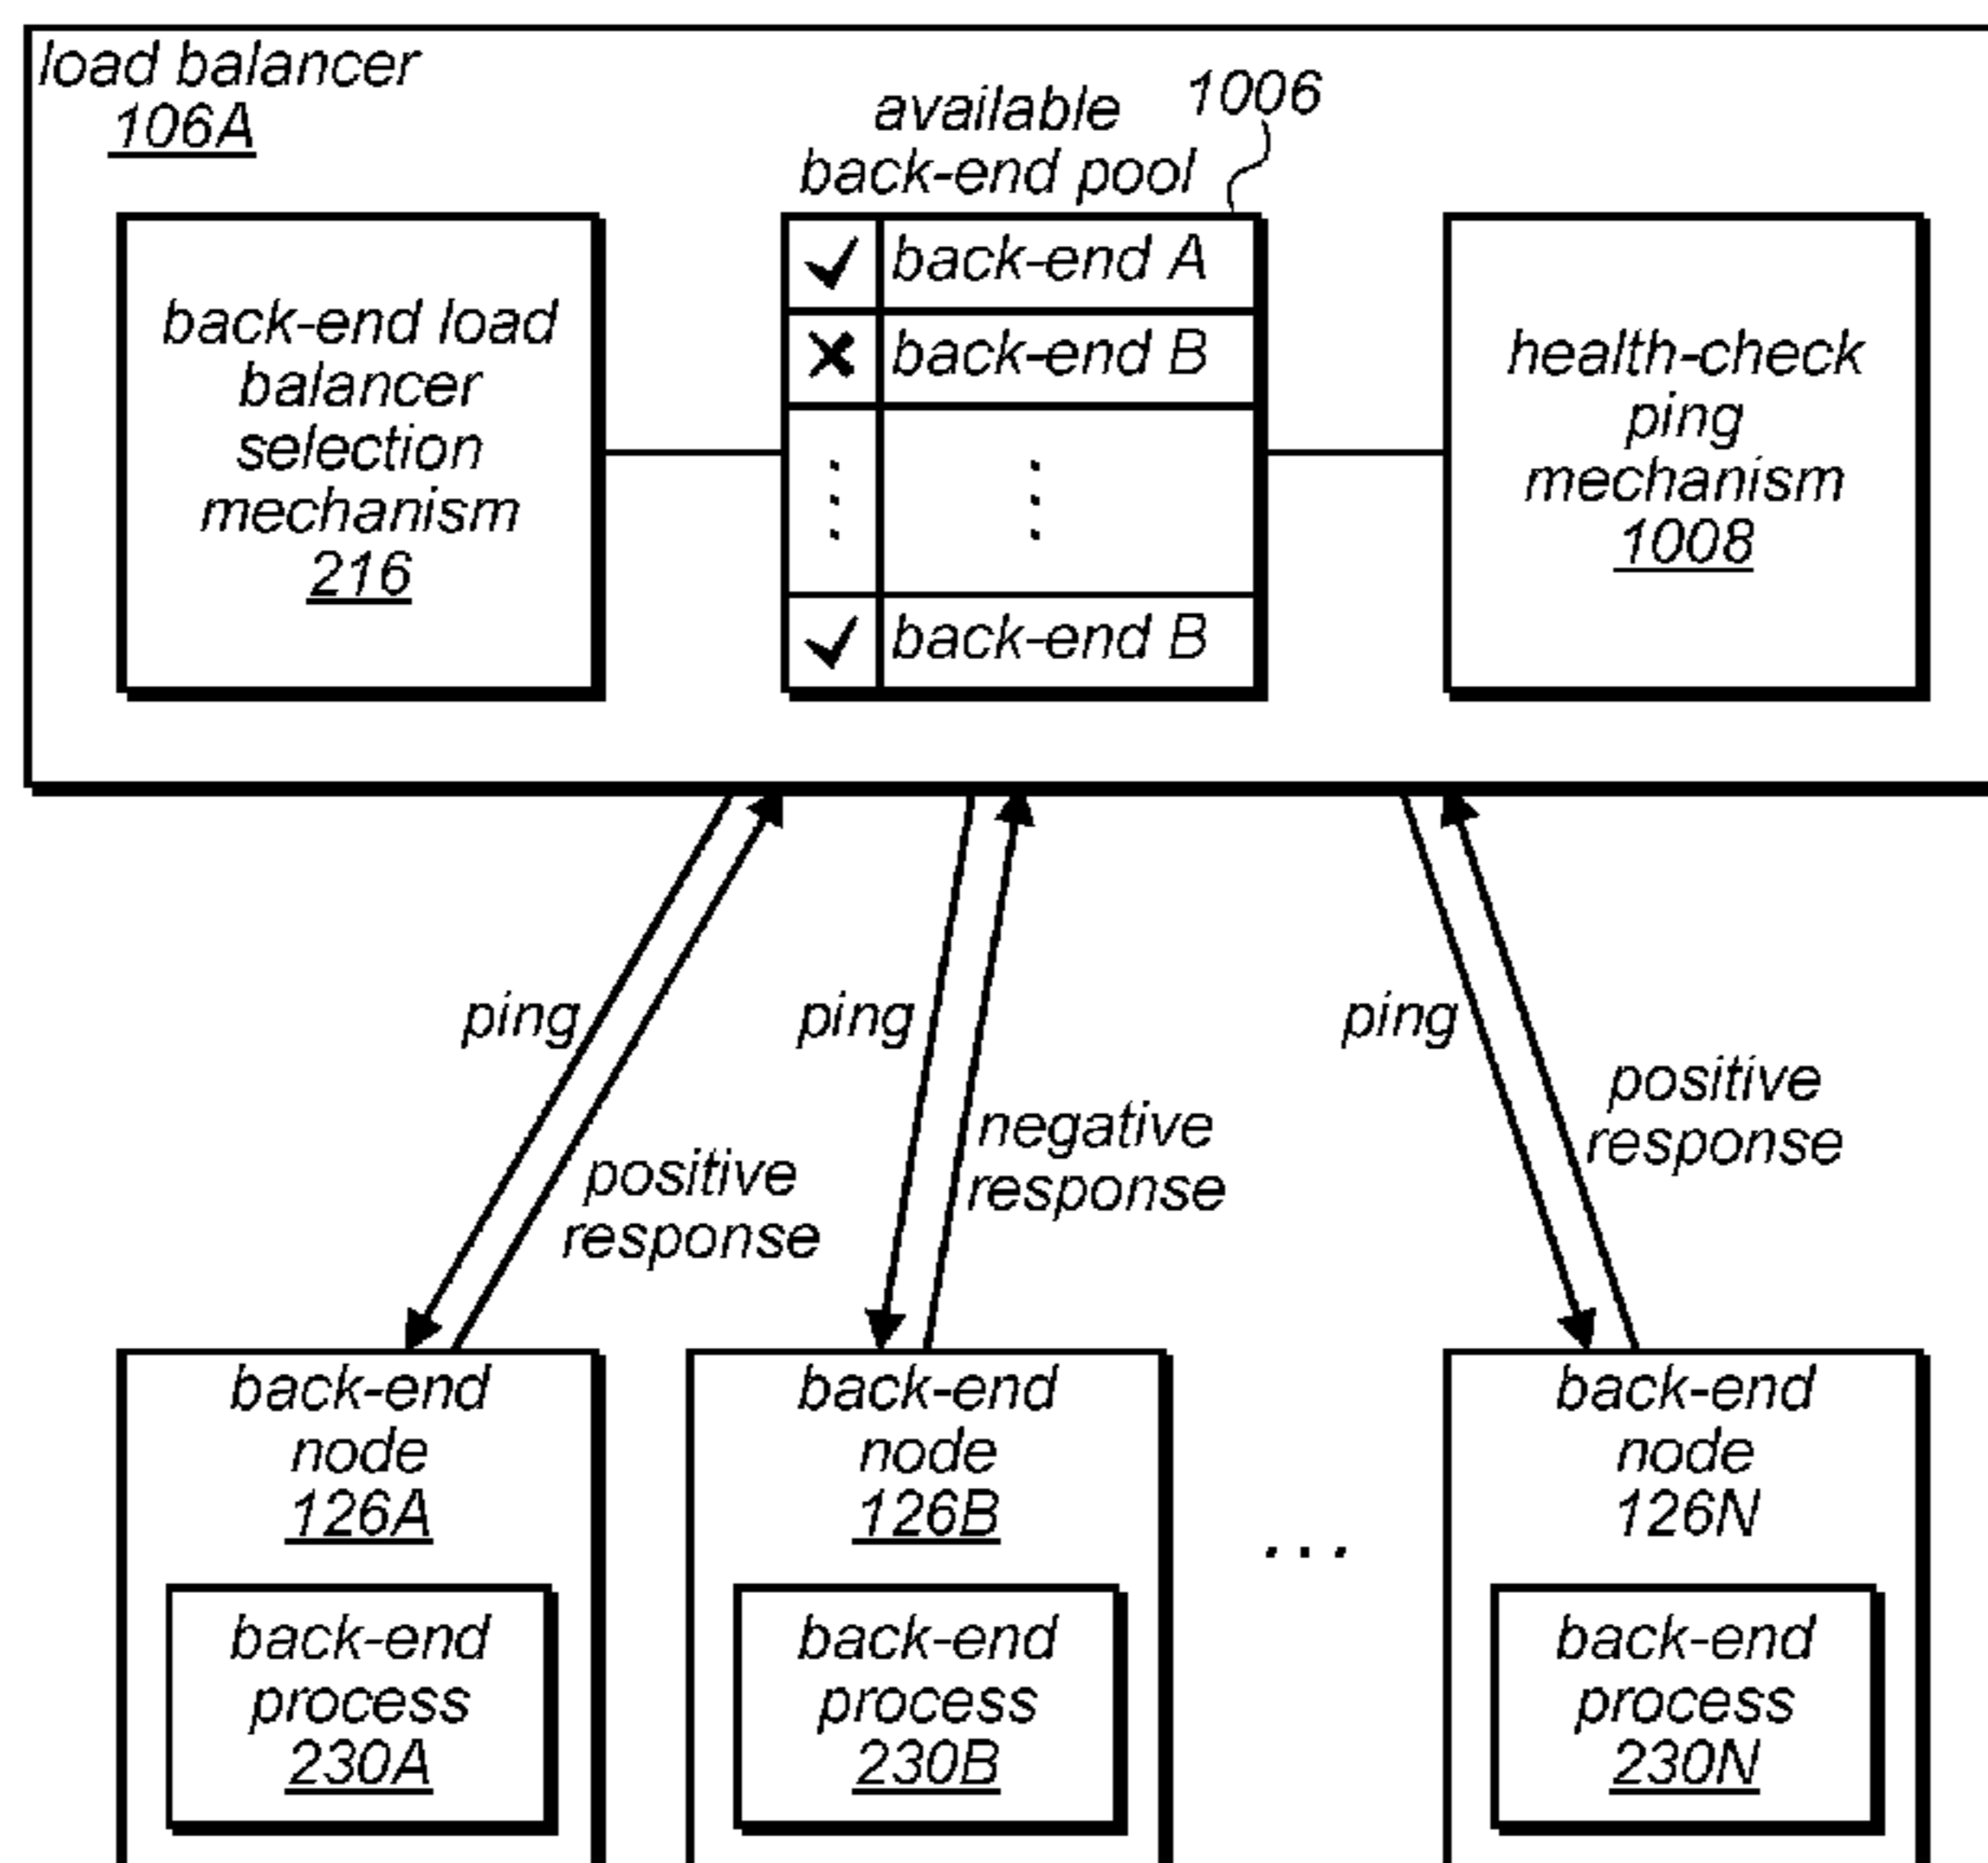 load balancer
106A
available
back-end pool
1006
back-end load
balancer
selection
mechanism
216
back-end A
back-end B
back-end B
health-check
ping
mechanism
1008
ping
positive
response
ping
negative
response
ping
positive
response
back-end
node
126A
back-end
process
230A
back-end
node
126B
back-end
process
230B
...
back-end
node
126N
back-end
process
230N